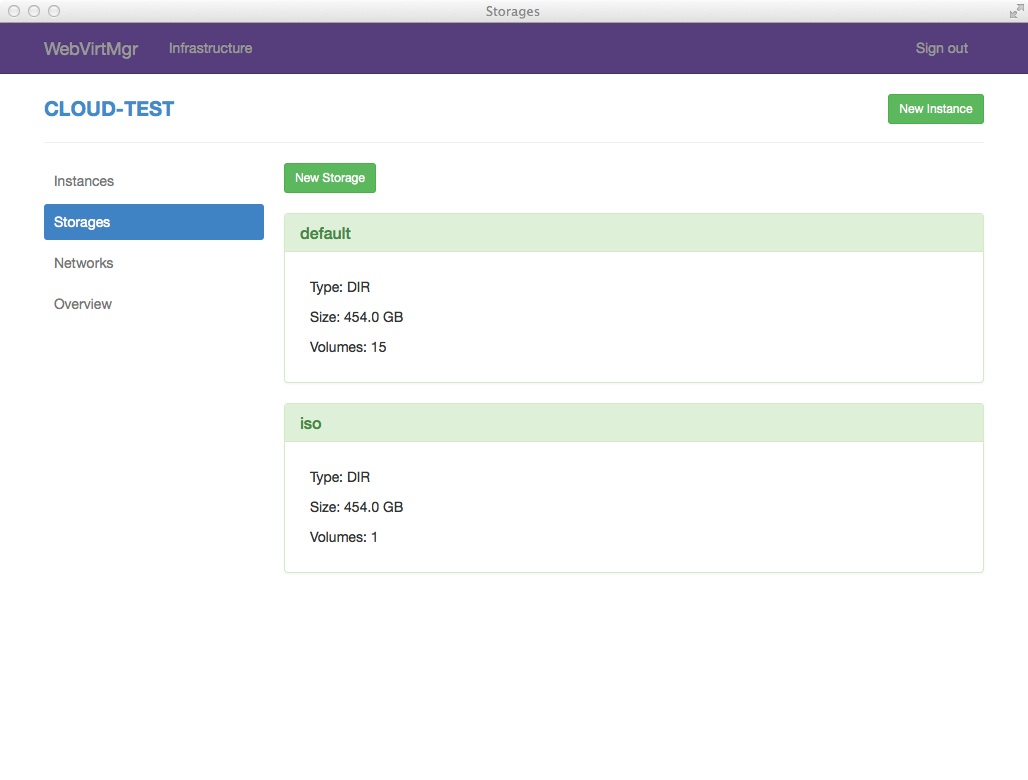 Storages
WebVirtMgr Infrastructure Sign out
CLOUD-TEST New Instance
Instances
Storages
Networks
Overview
New Storage
default
Type: DIR
Size: 454.0 GB
Volumes: 15
iso
Type: DIR
Size: 454.0 GB
Volumes: 1